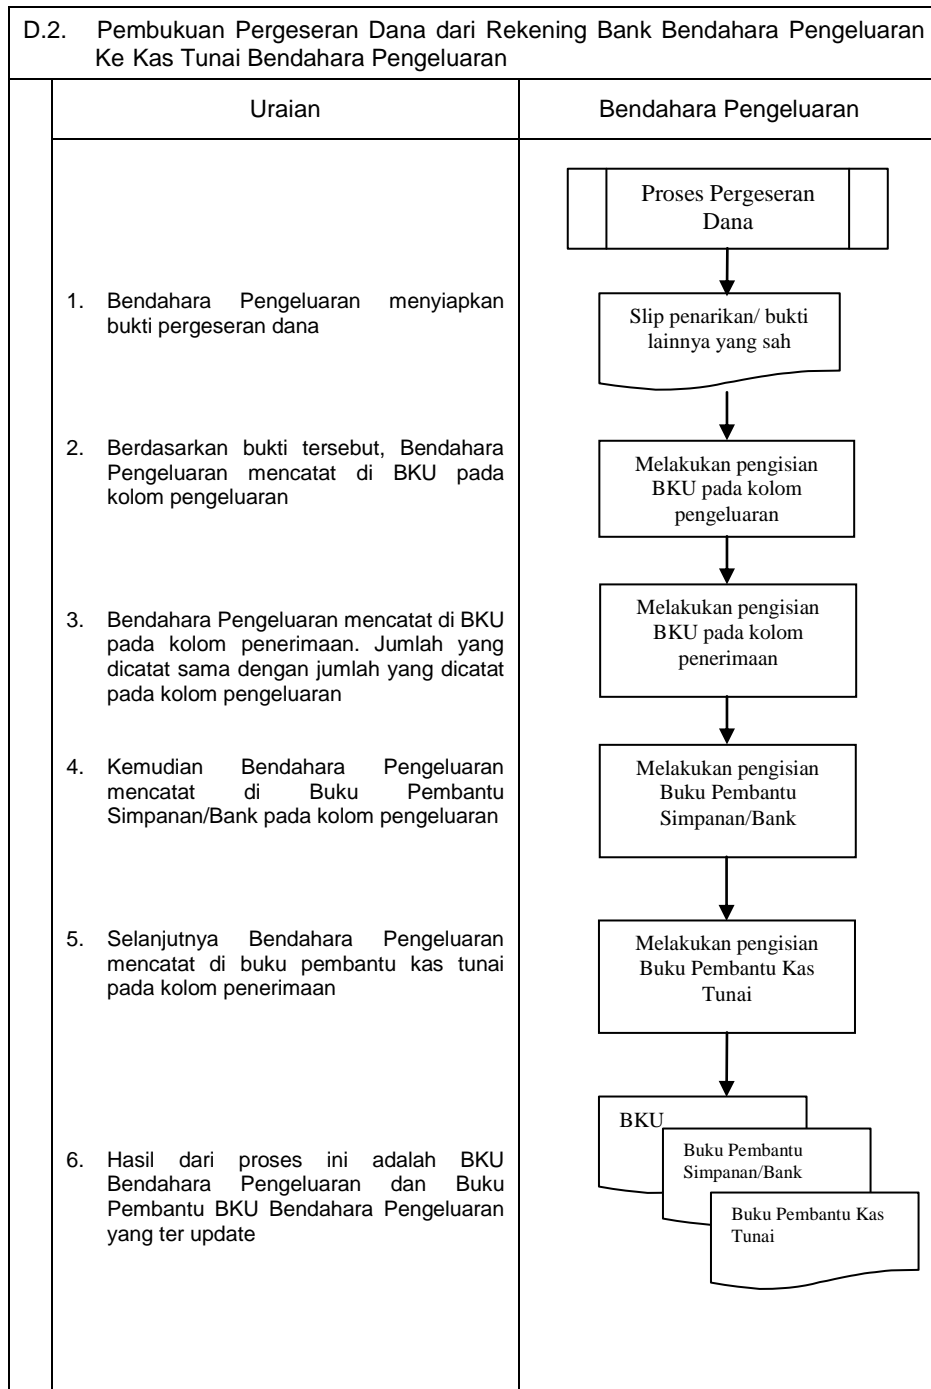 D.2. Pembukuan Pergeseran Dana dari Rekening Bank Bendahara Pengeluaran
Ke Kas Tunai Bendahara Pengeluaran
Uraian
Bendahara Pengeluaran
Proses Pergeseran
Dana
1. Bendahara Pengeluaran menyiapkan
bukti pergeseran dana
Slip penarikan/ bukti
lainnya yang sah
2. Berdasarkan bukti tersebut, Bendahara
Pengeluaran mencatat di BKU pada
kolom pengeluaran
Melakukan pengisian
BKU pada kolom
pengeluaran
3. Bendahara Pengeluaran mencatat di BKU
pada kolom penerimaan. Jumlah yang
dicatat sama dengan jumlah yang dicatat
pada kolom pengeluaran
Melakukan pengisian
BKU pada kolom
penerimaan
4. Kemudian Bendahara Pengeluaran
mencatat di Buku Pembantu
Simpanan/Bank pada kolom pengeluaran
Melakukan pengisian
Buku Pembantu
Simpanan/Bank
5. Selanjutnya Bendahara Pengeluaran
mencatat di buku pembantu kas tunai
pada kolom penerimaan
Melakukan pengisian
Buku Pembantu Kas
Tunai
6. Hasil dari proses ini adalah BKU
Bendahara Pengeluaran dan Buku
Pembantu BKU Bendahara Pengeluaran
yang ter update
BKU
Buku Pembantu
Simpanan/Bank
Buku Pembantu Kas
Tunai